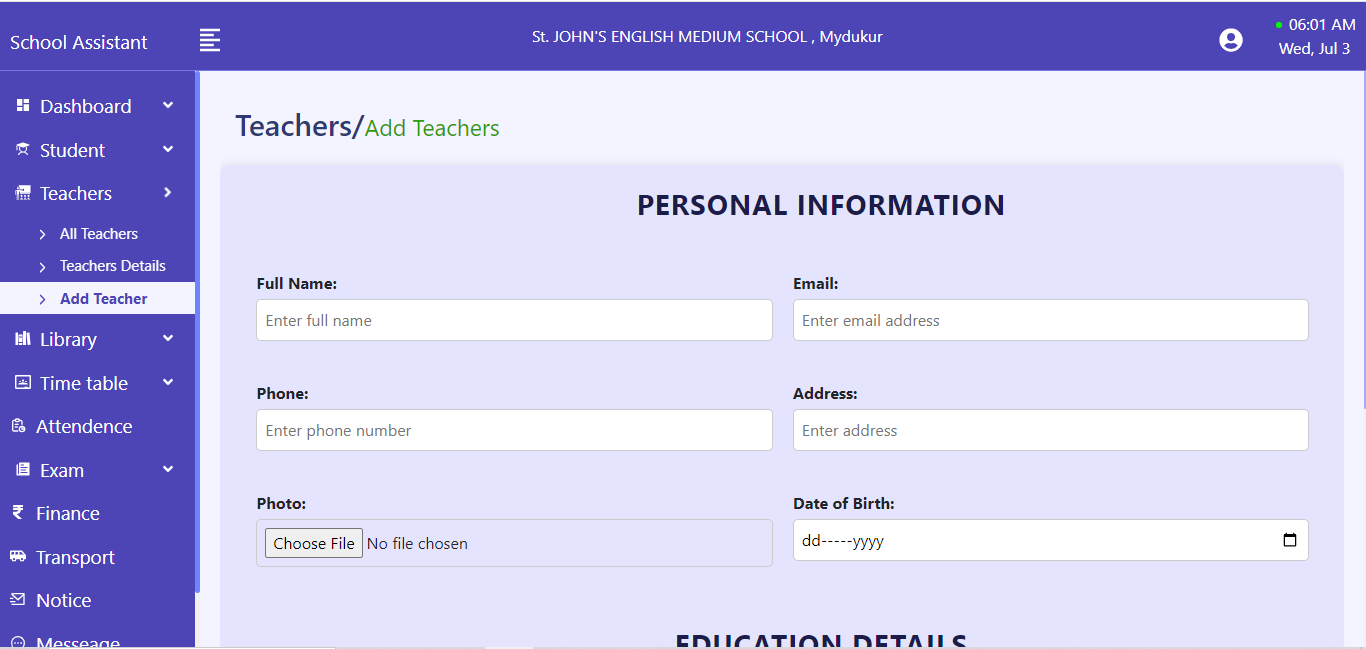 School Assistant
St. JOHN'S ENGLISH MEDIUM SCHOOL , Mydukur
06:01 AM
Wed, Jul 3
Dashboard
Student
Teachers
All Teachers
Teachers Details
Add Teacher
Library
Time table
Attendence
Exam
Finance
Transport
Notice
Messeage
Teachers/Add Teachers
PERSONAL INFORMATION
Full Name:
Enter full name
Email:
Enter email address
Phone:
Enter phone number
Address:
Enter address
Photo:
Choose File No file chosen
Date of Birth:
dd-----yyyy
EDUCATION DETAILS